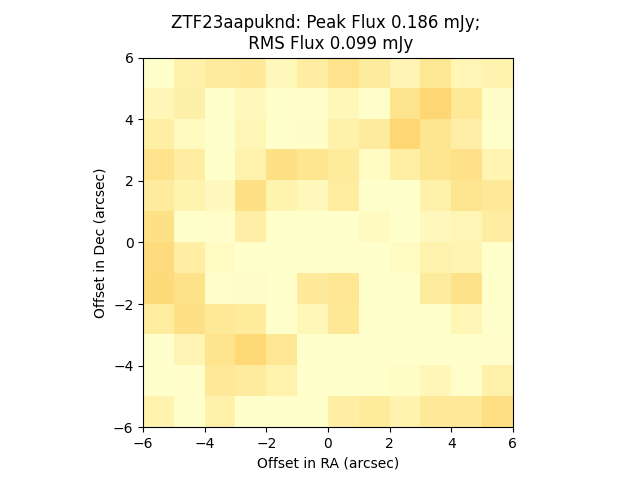 ZTF23aapuknd: Peak Flux 0.186 mJy;
RMS Flux 0.099 mJy
6
4
2
0
−2
−4
−6
Offset in Dec (arcsec)
−6 −4 −2 0 2 4 6
Offset in RA (arcsec)